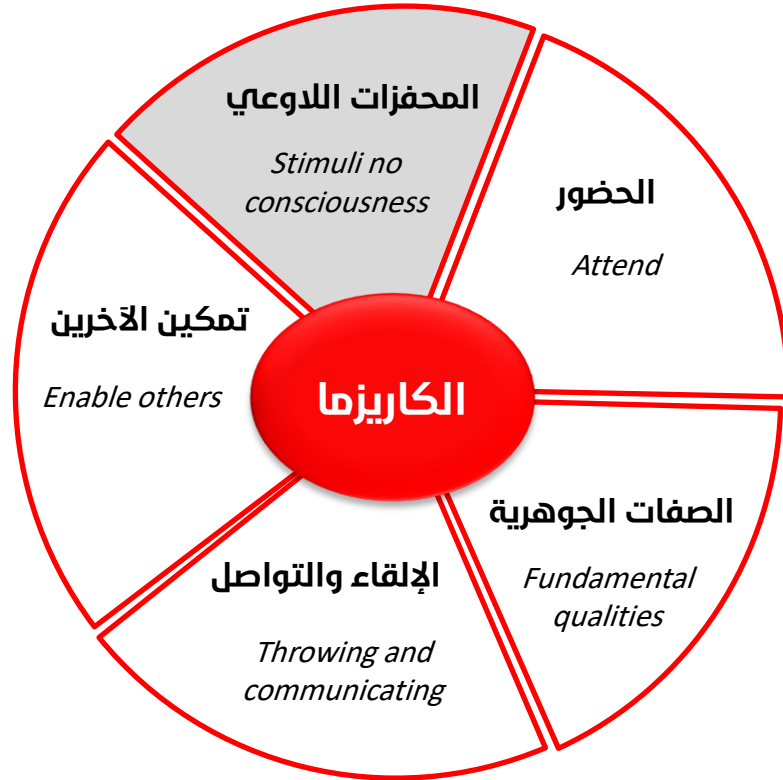 المحفزات اللاوعي
Stimuli no
consciousness
الحضور
Attend
تمكين الآخرين
Enable others
الكاريزما
الصفات الجوهرية
Fundamental
qualities
الإلقاء والتواصل
Throwing and
communicating